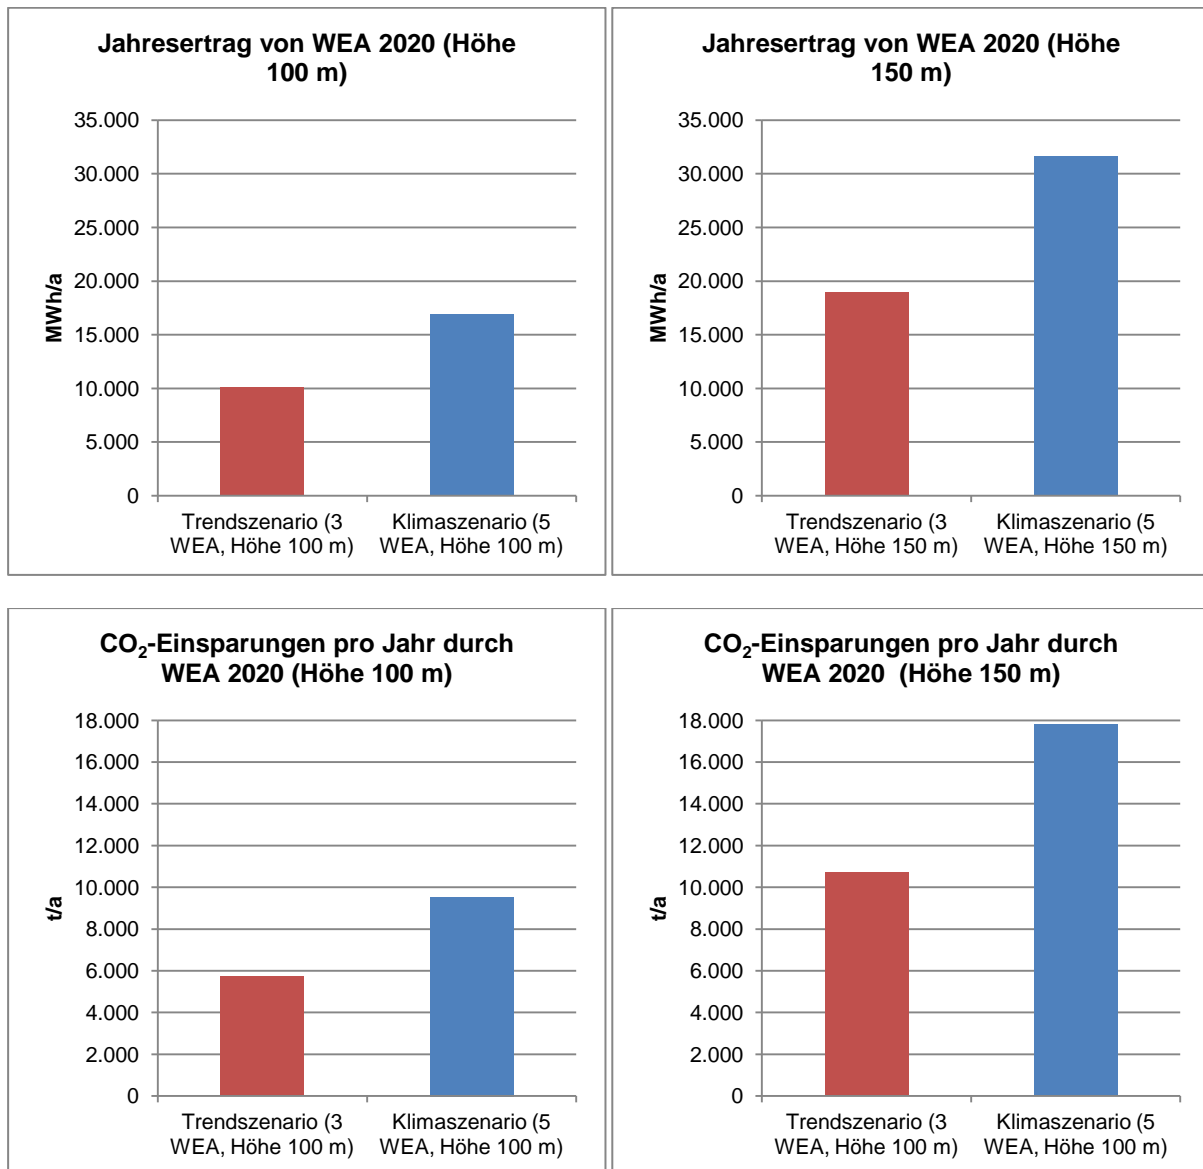 Jahresertrag von WEA 2020 (Höhe
100 m)
35.000
30.000
25.000
20.000
15.000
10.000
5.000
0
MWh/a
Trendszenario (3
WEA, Höhe 100 m)
Klimaszenario (5
WEA, Höhe 100 m)
Jahresertrag von WEA 2020 (Höhe
150 m)
35.000
30.000
25.000
20.000
15.000
10.000
5.000
0
MWh/a
Trendszenario (3
WEA, Höhe 150 m)
Klimaszenario (5
WEA, Höhe 150 m)
CO₂-Einsparungen pro Jahr durch
WEA 2020 (Höhe 100 m)
18.000
16.000
14.000
12.000
10.000
8.000
6.000
4.000
2.000
0
t/a
Trendszenario (3
WEA, Höhe 100 m)
Klimaszenario (5
WEA, Höhe 100 m)
CO₂-Einsparungen pro Jahr durch
WEA 2020 (Höhe 150 m)
18.000
16.000
14.000
12.000
10.000
8.000
6.000
4.000
2.000
0
t/a
Trendszenario (3
WEA, Höhe 100 m)
Klimaszenario (5
WEA, Höhe 100 m)